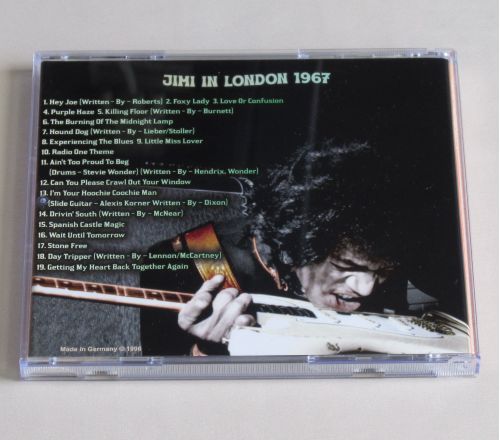 JIMI IN LONDON 1967
1. Hey Joe (Written - By - Roberts) 2. Foxy Lady 3. Love Or Confusion
4. Purple Haze 5. Killing Floor (Written - By - Burnett)
6. The Burning Of The Midnight Lamp
7. Hound Dog (Written - By - Lieber/Stoller)
8. Experiencing The Blues 9. Little Miss Lover
10. Radio One Theme
11. Ain't Too Proud To Beg
(Drums - Stevie Wonder) (Written - By - Hendrix, Wonder)
12. Can You Please Crawl Out Your Window
13. I'm Your Hoochie Coochie Man
(Slide Guitar - Alexis Korner Written - By - Dixon)
14. Drivin' South (Written - By - McNear)
15. Spanish Castle Magic
16. Wait Until Tomorrow
17. Stone Free
18. Day Tripper (Written - By - Lennon/McCartney)
19. Getting My Heart Back Together Again
Made In Germany © 1996